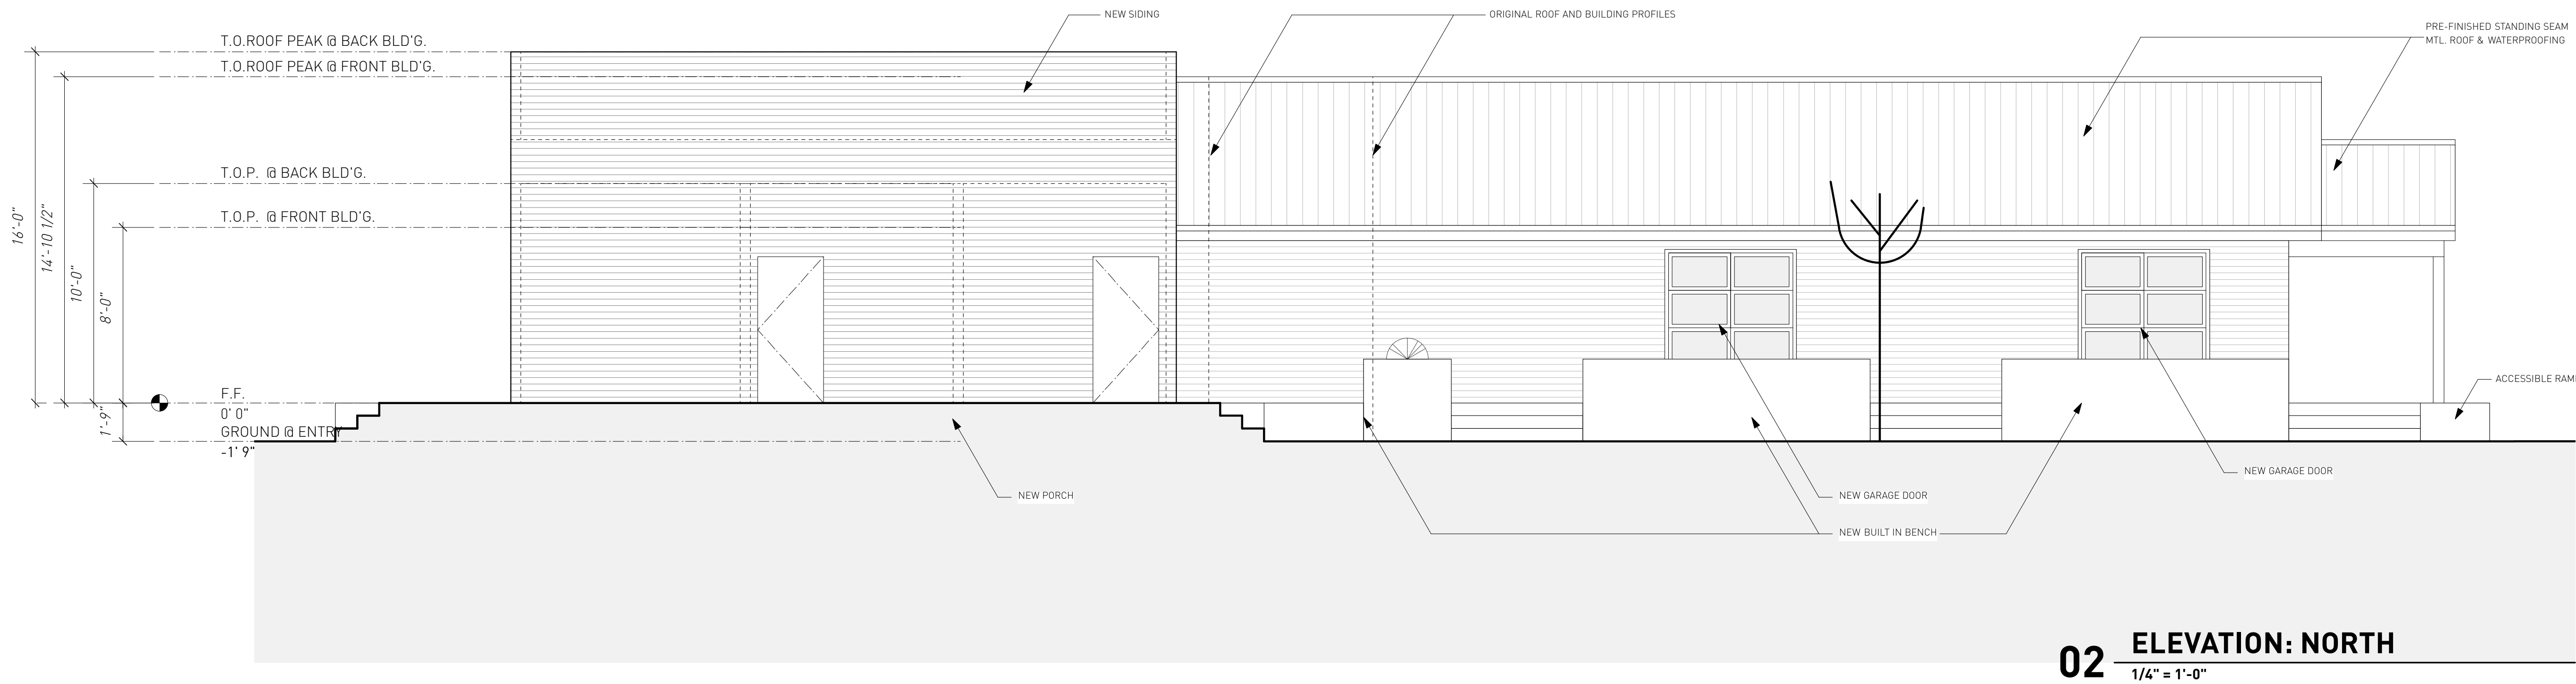 NEW SIDING
ORIGINAL ROOF AND BUILDING PROFILES
PRE-FINISHED STANDING SEAM
MTL. ROOF & WATERPROOFING
T.O.ROOF PEAK @ BACK BLD'G.
T.O.ROOF PEAK @ FRONT BLD'G.
T.O.P. @ BACK BLD'G.
T.O.P. @ FRONT BLD'G.
16'-0"
14'-10 1/2"
10'-0"
8'-0"
1'-9"
F.F.
0' 0"
GROUND @ ENTRY
-1' 9"
ACCESSIBLE RAM
NEW PORCH
NEW GARAGE DOOR
NEW GARAGE DOOR
NEW BUILT IN BENCH
02
ELEVATION: NORTH
1/4" = 1'-0"